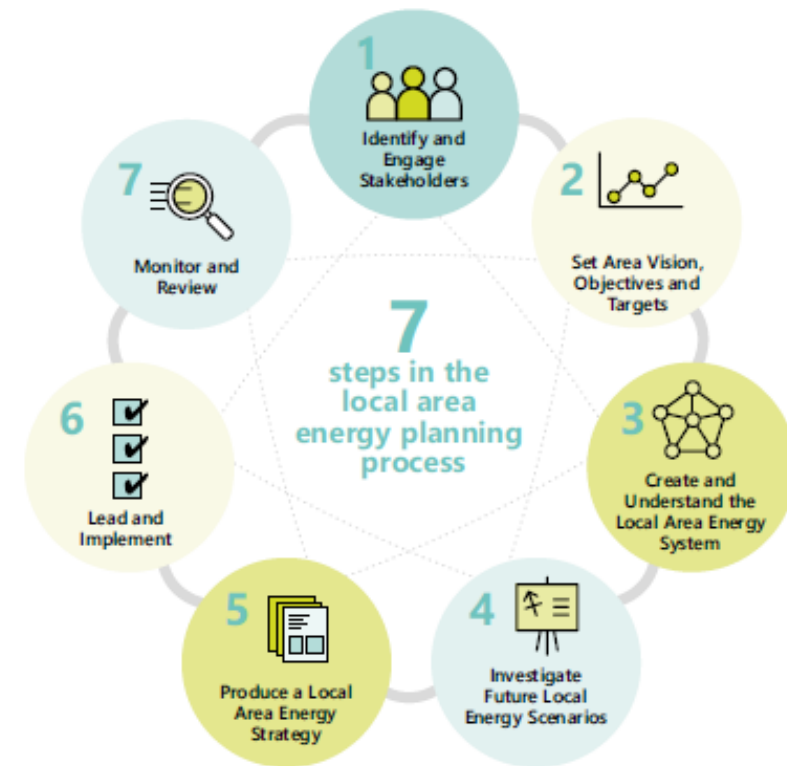 1
Identify and
Engage
Stakeholders
2
Set Area Vision,
Objectives and
Targets
3
Create and
Understand the
Local Area Energy
System
4
Investigate
Future Local
Energy Scenarios
5
Produce a Local
Area Energy
Strategy
6
Lead and
Implement
7
Monitor and
Review
7
steps in the
local area
energy planning
process